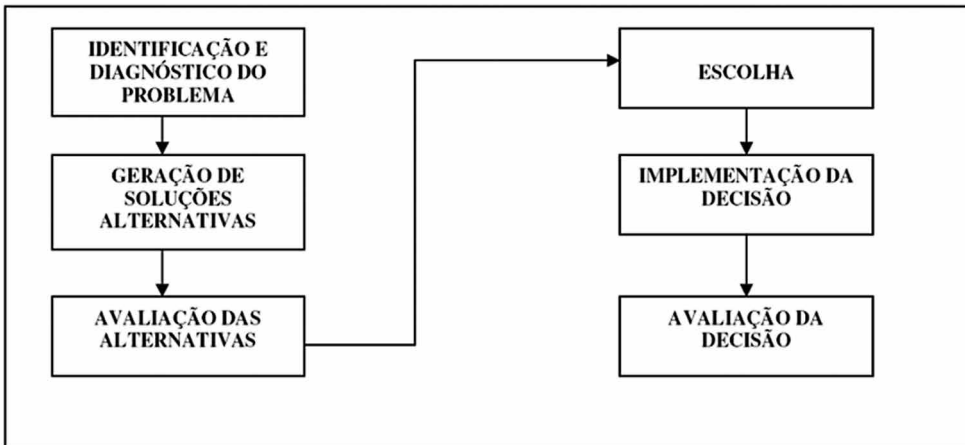 IDENTIFICAÇÃO E
DIAGNÓSTICO DO
PROBLEMA
GERAÇÃO DE
SOLUÇÕES
ALTERNATIVAS
AVALIAÇÃO DAS
ALTERNATIVAS
ESCOLHA
IMPLEMENTAÇÃO DA
DECISÃO
AVALIAÇÃO DA
DECISÃO